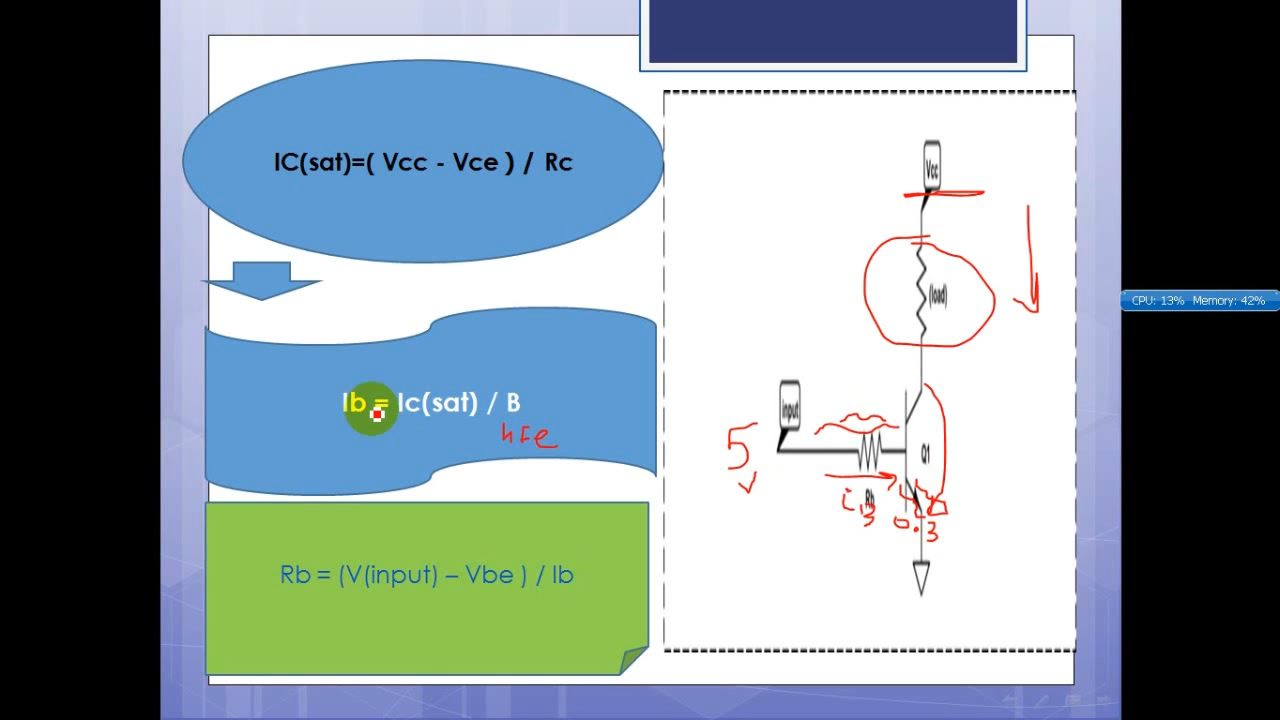 IC(sat)=( Vcc - Vce ) / Rc
Ib = Ic(sat) / B
hFe
Rb = (V(input) – Vbe ) / Ib
Vcc
(load)
input
5
v
Q1
Rb
iB
0.3
CPU: 13% Memory: 42%